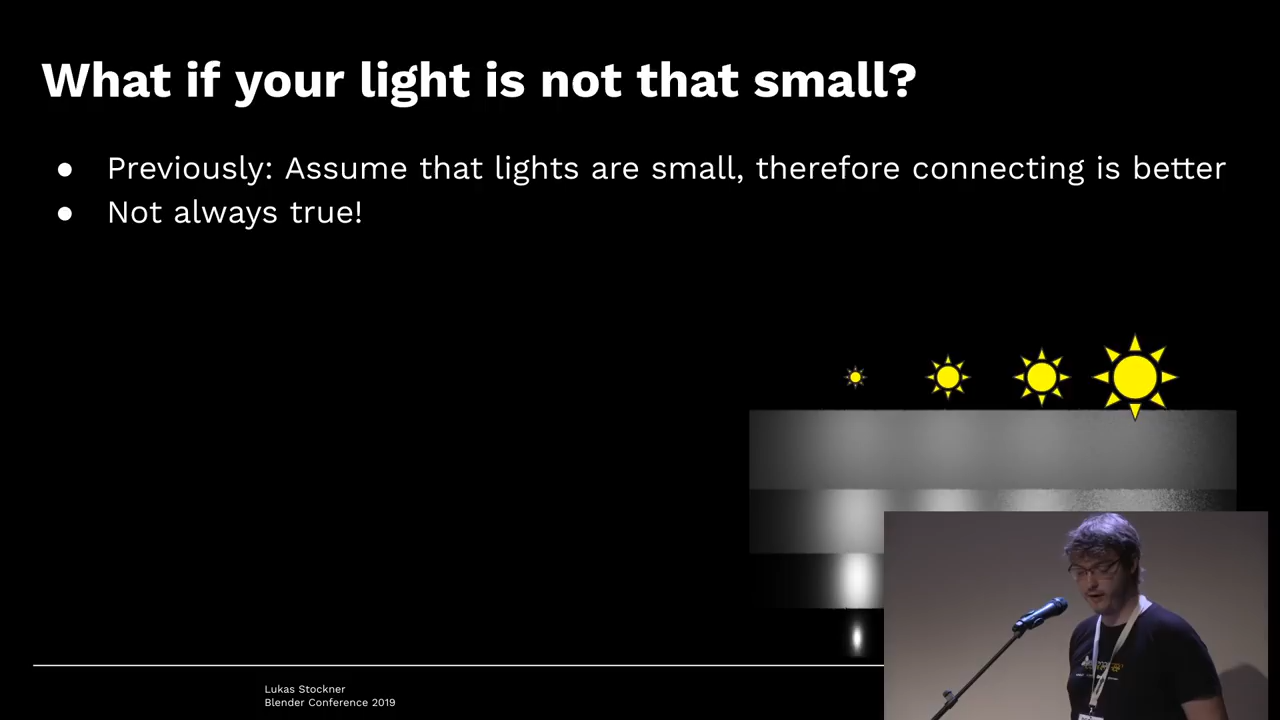 What if your light is not that small?
● Previously: Assume that lights are small, therefore connecting is better
● Not always true!
Lukas Stockner
Blender Conference 2019